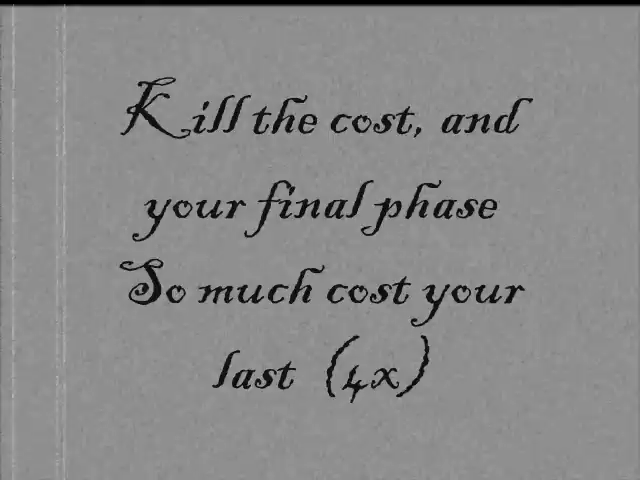 Kill the cost, and
your final phase
So much cost your
last (4x)